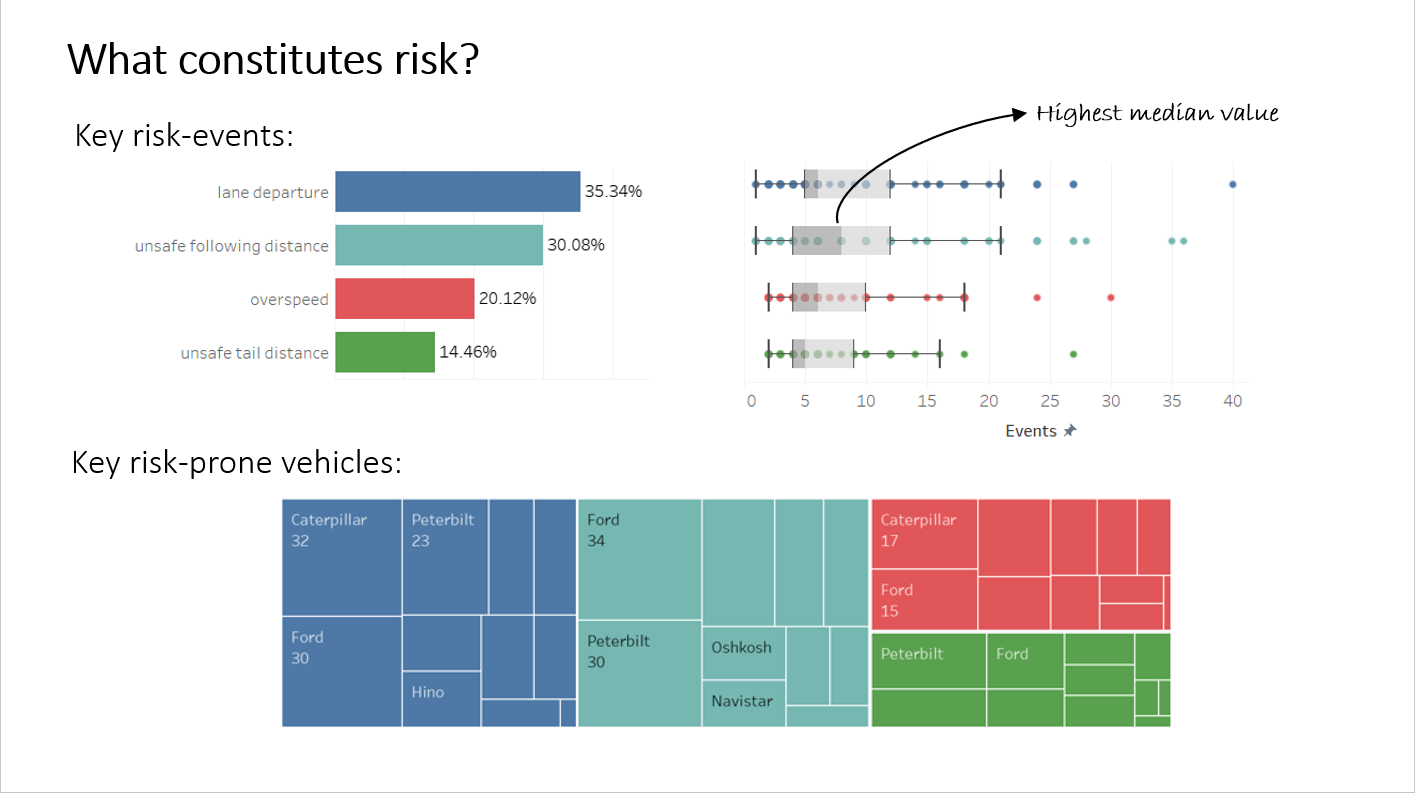 What constitutes risk?
Key risk-events:
Highest median value
lane departure
35.34%
unsafe following distance
30.08%
overspeed
20.12%
unsafe tail distance
14.46%
0 5 10 15 20 25 30 35 40
Events
Key risk-prone vehicles:
Caterpillar
32
Peterbilt
23
Ford
30
Hino
Ford
34
Peterbilt
30
Oshkosh
Navistar
Caterpillar
17
Ford
15
Peterbilt
Ford